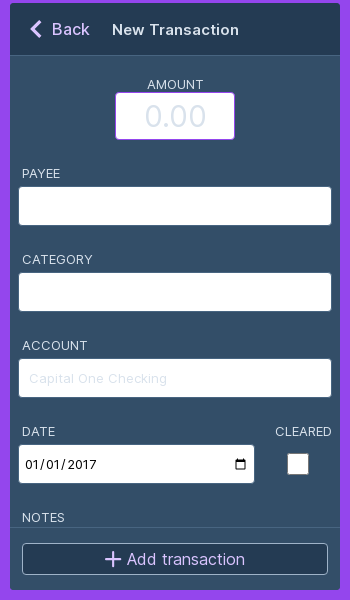 Back New Transaction
AMOUNT
0.00
PAYEE
CATEGORY
ACCOUNT
Capital One Checking
DATE CLEARED
01/01/2017
NOTES
Add transaction